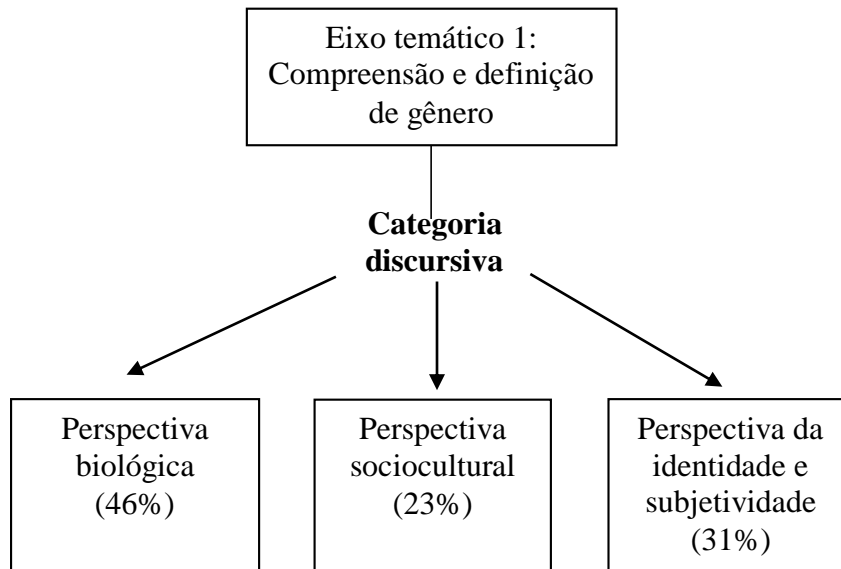 Eixo temático 1:
Compreensão e definição
de gênero
Categoria
discursiva
Perspectiva
biológica
(46%)
Perspectiva
sociocultural
(23%)
Perspectiva da
identidade e
subjetividade
(31%)